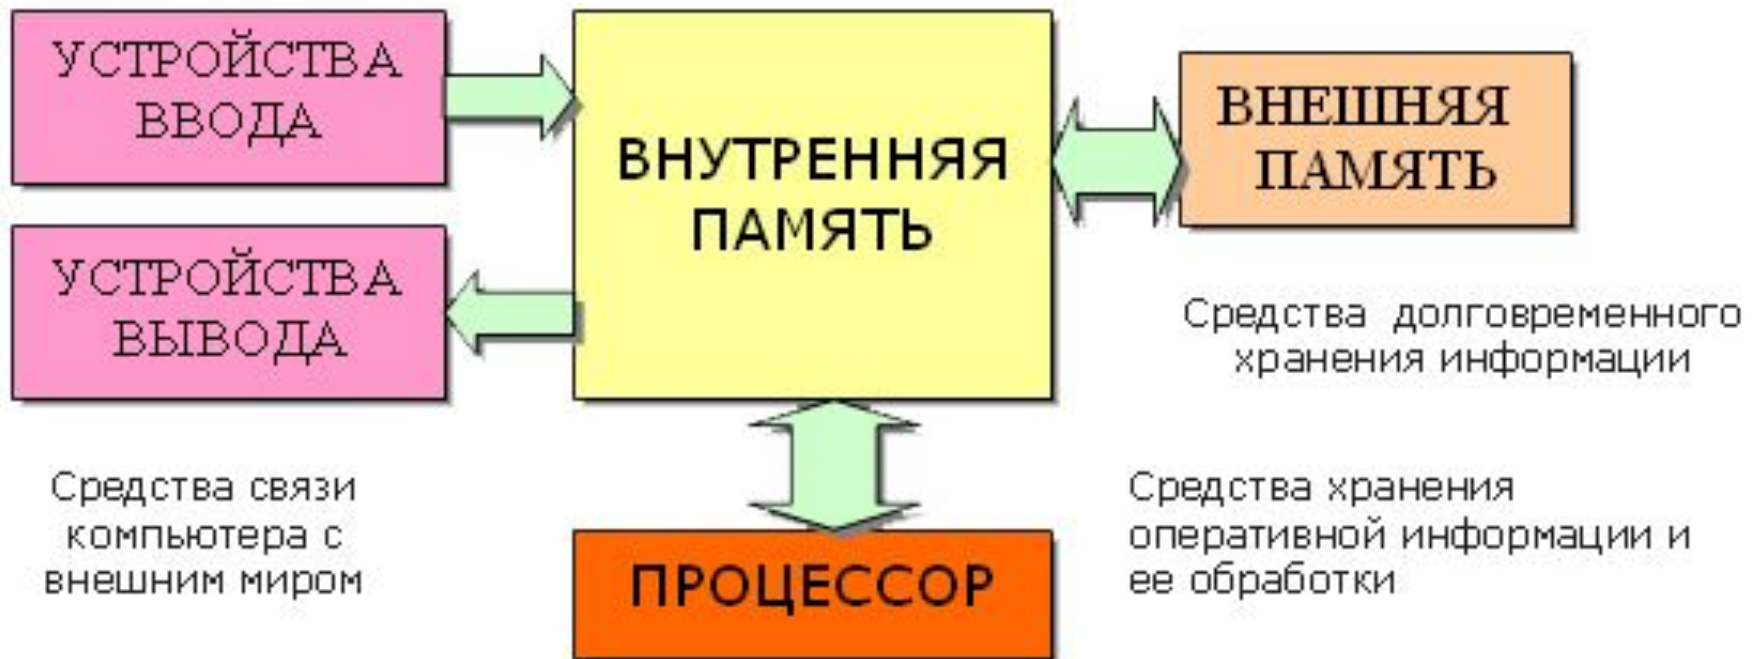 УСТРОЙСТВА
ВВОДА
УСТРОЙСТВА
ВЫВОДА
ВНУТРЕННЯЯ
ПАМЯТЬ
ВНЕШНЯЯ
ПАМЯТЬ
Средства долговременного
хранения информации
Средства связи
компьютера с
внешним миром
ПРОЦЕССОР
Средства хранения
оперативной информации и
ее обработки